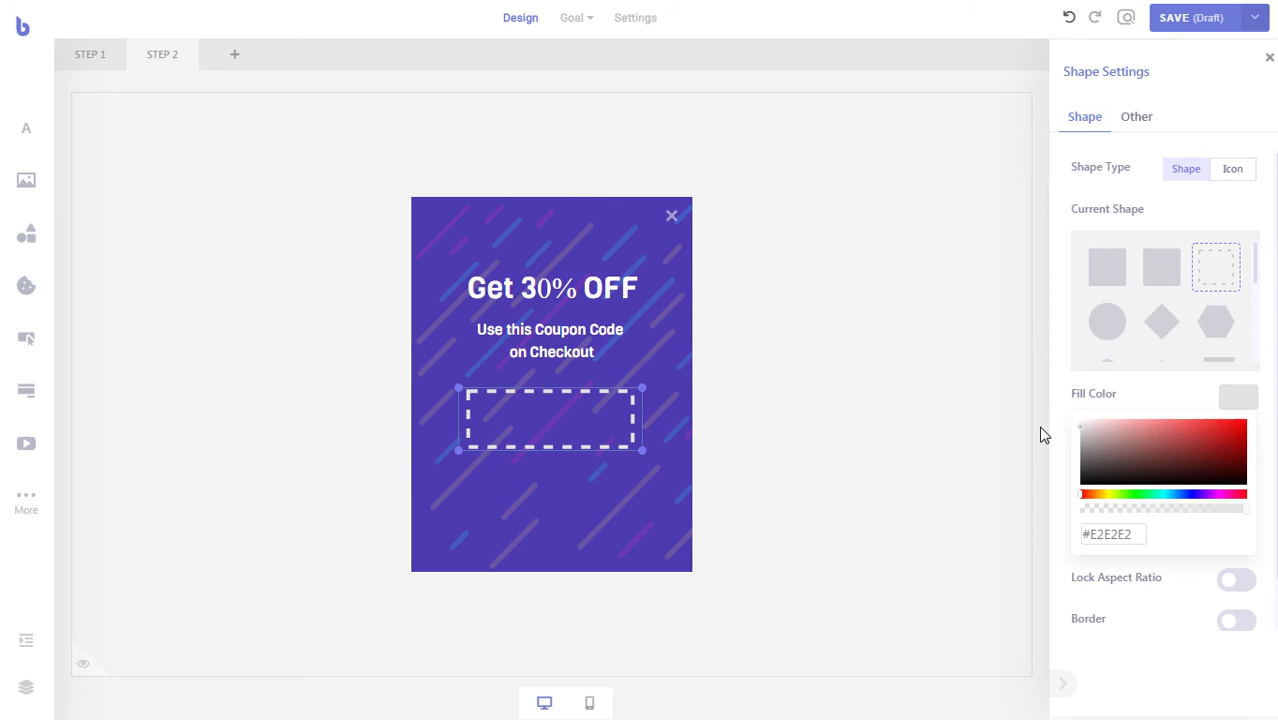 b
Design
Goal
Settings
SAVE (Draft)
STEP 1
STEP 2
+
Shape Settings
Shape
Other
Shape Type
Shape
Icon
Current Shape
Get 30% OFF
Use this Coupon Code
on Checkout
Fill Color
#E2E2E2
Lock Aspect Ratio
Border
A
More